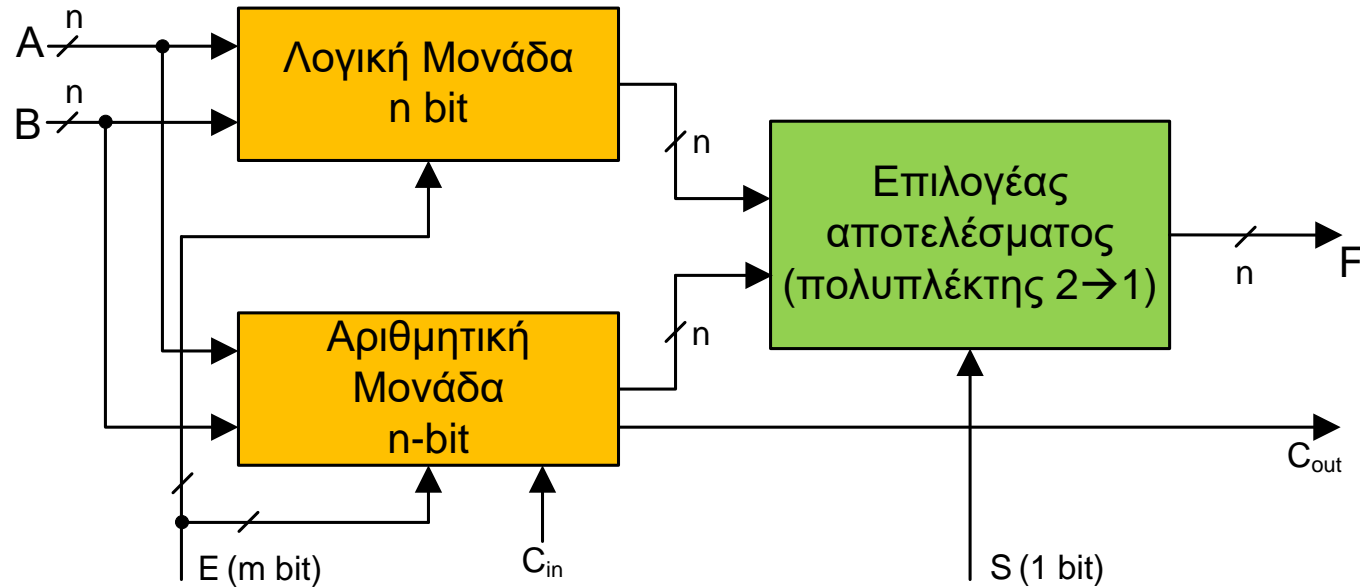 n
A
Λογική Μονάδα
n bit
n
B
n
Επιλογέας
αποτελέσματος
(πολυπλέκτης 2→1)
n
F
Αριθμητική
Μονάδα
n-bit
n
Cout
E (m bit)
Cin
S (1 bit)